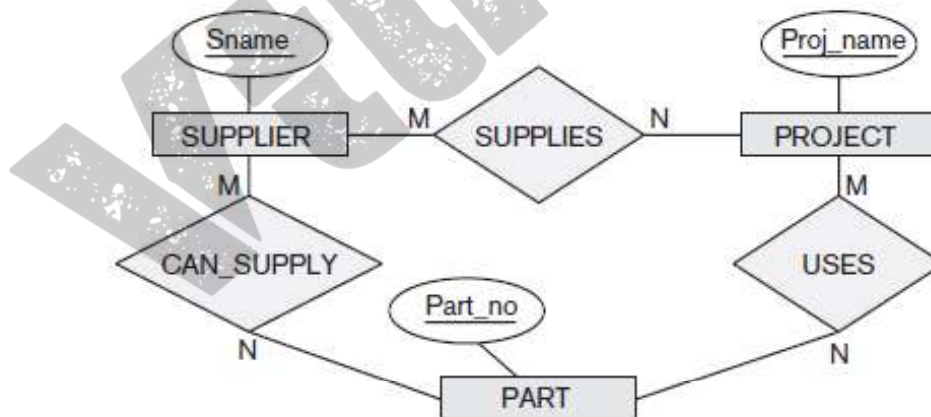 Sname
Proj_name
SUPPLIER
M
SUPPLIES
N
PROJECT
M
M
CAN_SUPPLY
USES
Part_no
N
N
PART